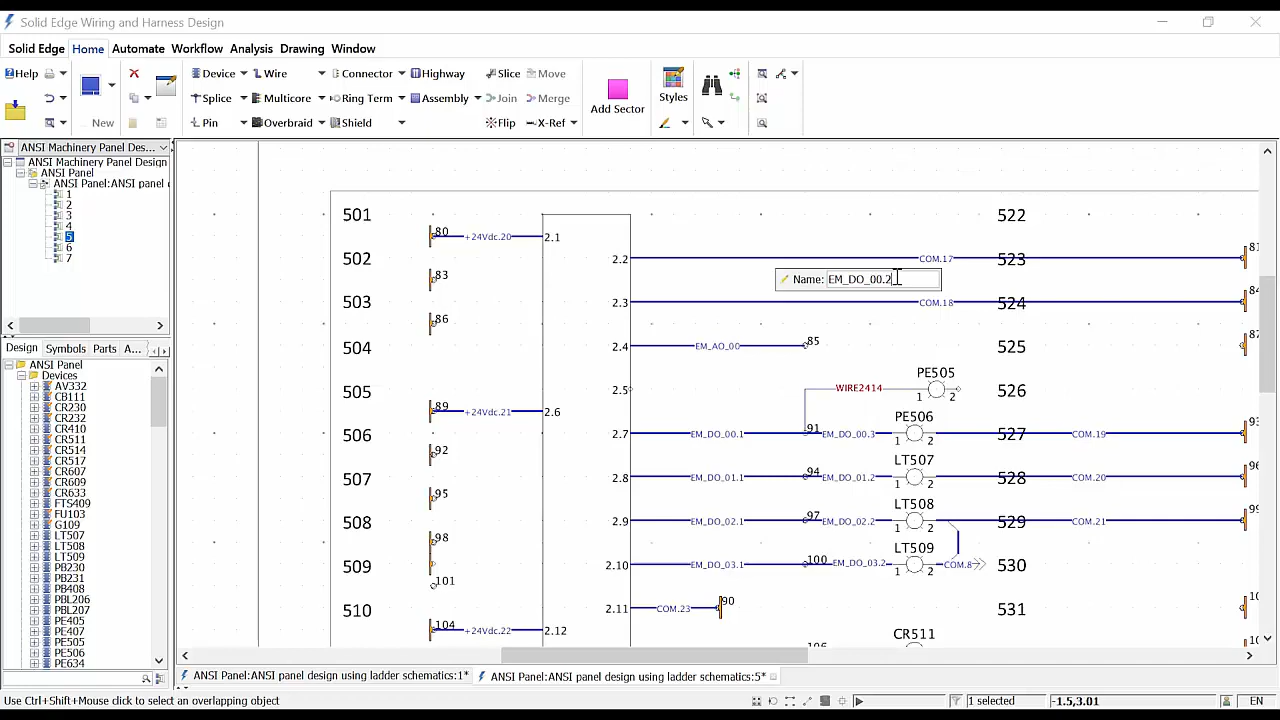 Solid Edge Wiring and Harness Design
Solid Edge Home Automate Workflow Analysis Drawing Window
Help Device Wire Connector Highway Slice Move
Splice Multicore Ring Term Assembly Join Merge
New Pin Overbraid Shield Flip X-Ref
Add Sector Styles
ANSI Machinery Panel Des...
ANSI Machinery Panel Design
ANSI Panel
ANSI Panel:ANSI panel
1
2
3
4
5
6
7
Design Symbols Parts A...
ANSI Panel
Devices
AV332
CB111
CR230
CR232
CR410
CR511
CR514
CR517
CR607
CR609
CR633
FTS409
FU103
G109
LT507
LT508
LT509
PB230
PB231
PB408
PBL206
PBL207
PE405
PE407
PE505
PE506
PE634
501 522
80 +24Vdc.20 2.1
502 2.2 COM.17 523 81
83 Name: EM_DO_00.2
503 2.3 COM.18 524 84
86
504 2.4 EM_AO_00 85 525 87
PE505
505 2.5 WIRE2414 1 2 526
89 +24Vdc.21 2.6
PE506
506 2.7 EM_DO_00.1 91 EM_DO_00.3 1 2 527 COM.19 93
92
LT507
507 2.8 EM_DO_01.1 94 EM_DO_01.2 1 2 528 COM.20 96
95
LT508
508 2.9 EM_DO_02.1 97 EM_DO_02.2 1 2 529 COM.21 99
98
LT509
509 2.10 EM_DO_03.1 100 EM_DO_03.2 1 2 COM.8 530
101
510 2.11 COM.23 90 531
104 +24Vdc.22 2.12
CR511
ANSI Panel:ANSI panel design using ladder schematics:1* ANSI Panel:ANSI panel design using ladder schematics:5*
Use Ctrl+Shift+Mouse click to select an overlapping object 1 selected -1.5,3.01 EN